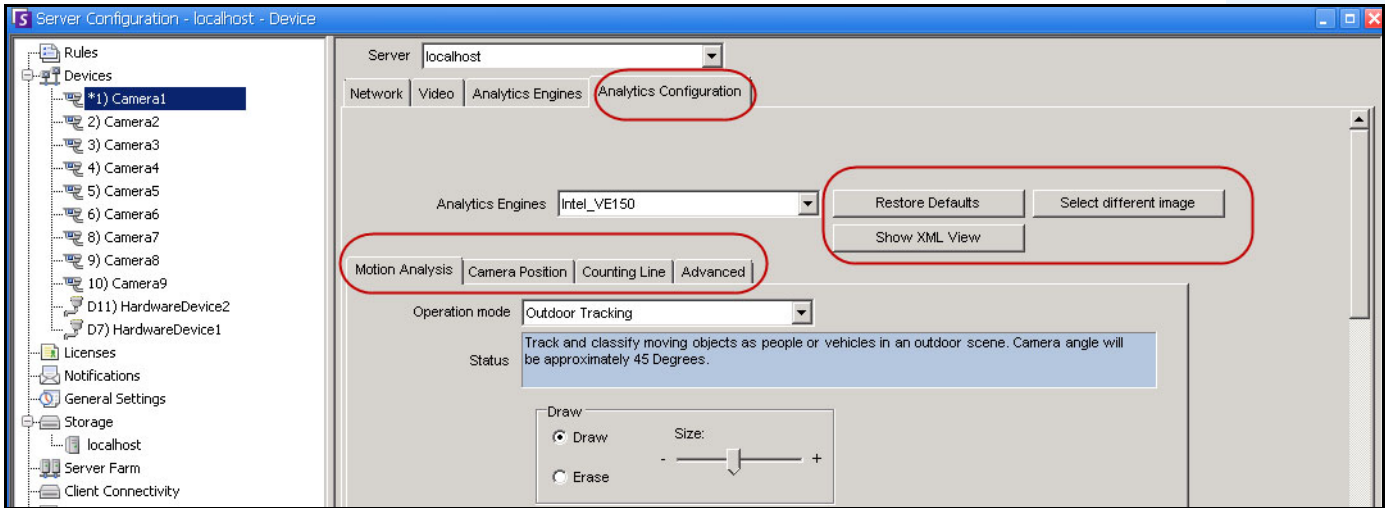 Server Configuration - localhost - Device
Rules
Devices
*1) Camera1
2) Camera2
3) Camera3
4) Camera4
5) Camera5
6) Camera6
8) Camera7
9) Camera8
10) Camera9
D11) HardwareDevice2
D7) HardwareDevice1
Licenses
Notifications
General Settings
Storage
localhost
Server Farm
Client Connectivity
Server localhost
Network Video Analytics Engines Analytics Configuration
Analytics Engines Intel_VE150 Restore Defaults Select different image
Show XML View
Motion Analysis Camera Position Counting Line Advanced
Operation mode Outdoor Tracking
Track and classify moving objects as people or vehicles in an outdoor scene. Camera angle will
Status be approximately 45 Degrees.
Draw
Draw Size:
- +
Erase